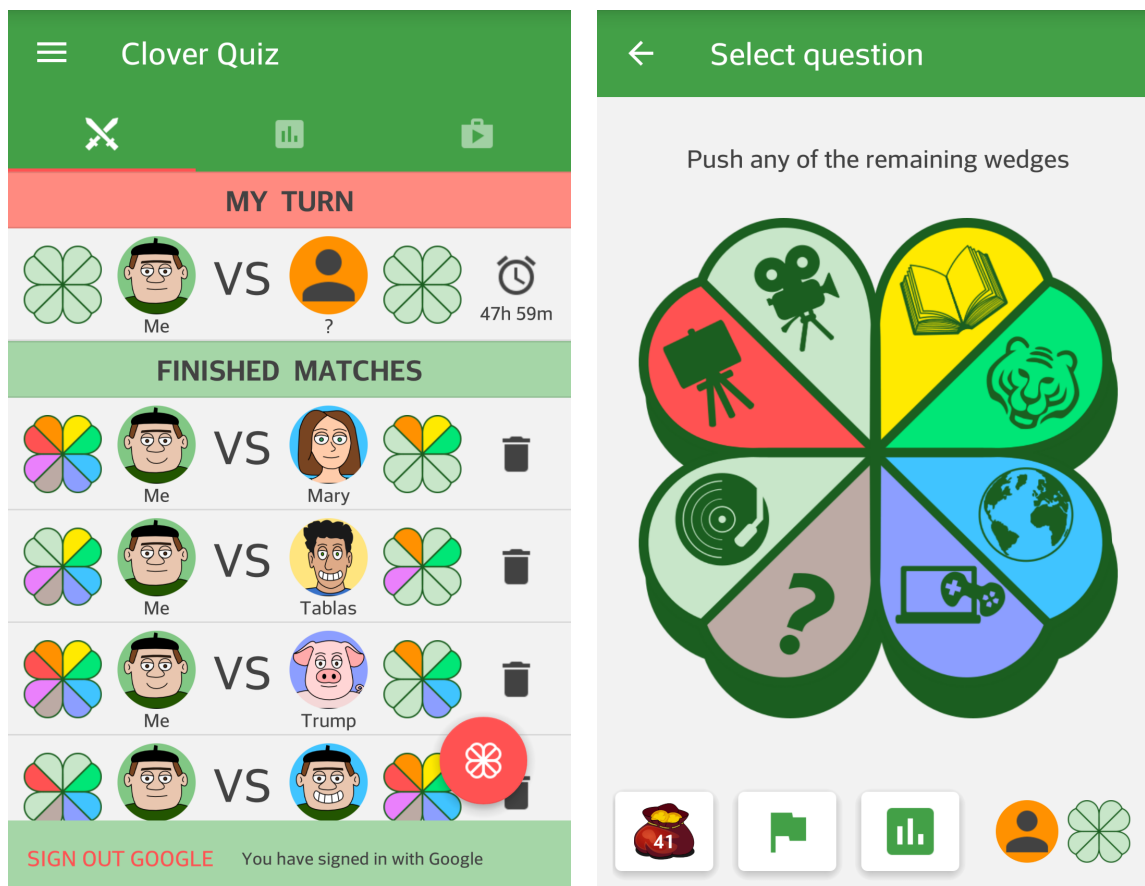 Clover Quiz
MY TURN
VS
Me
?
47h 59m
FINISHED MATCHES
VS
Me
Mary
VS
Me
Tablas
VS
Me
Trump
VS
SIGN OUT GOOGLE
You have signed in with Google
Select question
Push any of the remaining wedges
?
41